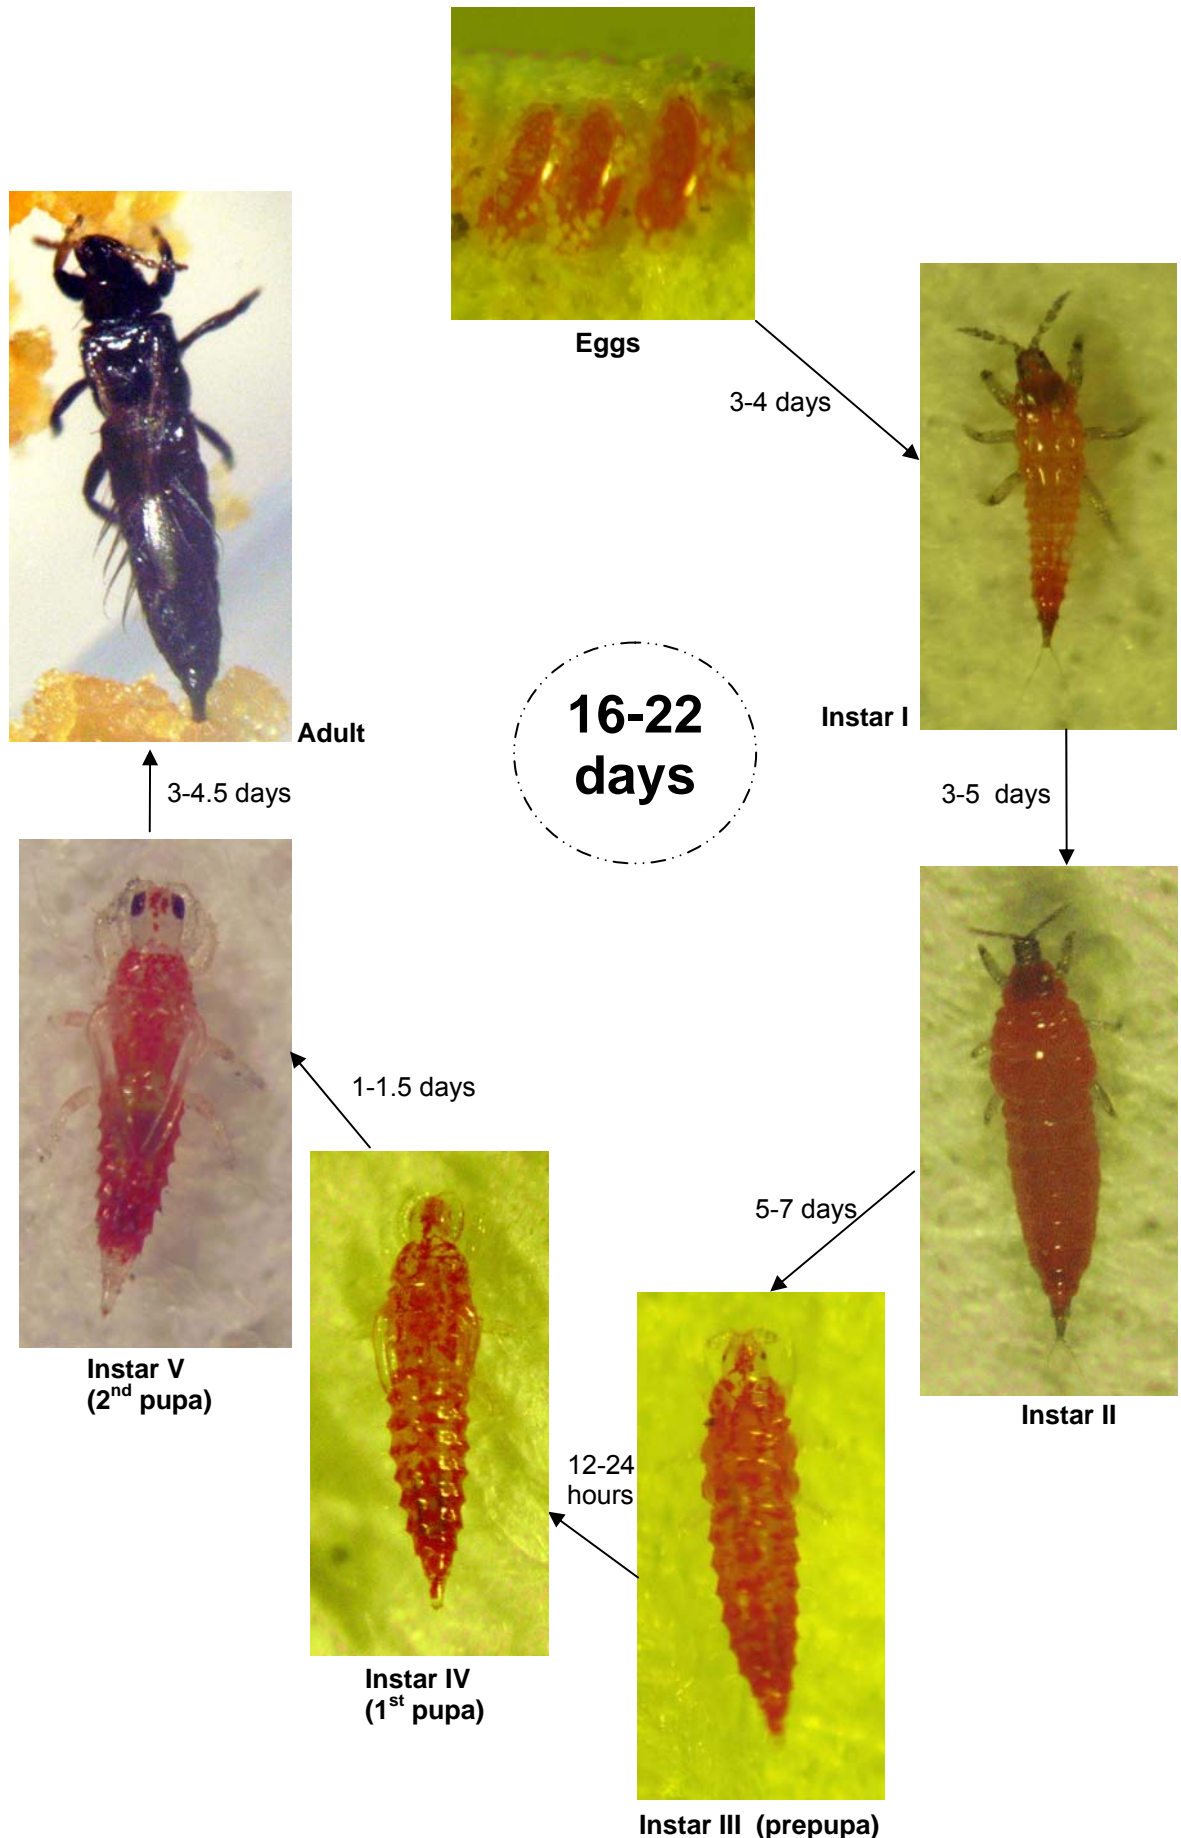 Eggs
3-4 days
Instar I
3-5 days
Instar II
5-7 days
Instar III (prepupa)
12-24
hours
Instar IV
(1st pupa)
1-1.5 days
Instar V
(2nd pupa)
3-4.5 days
Adult
16-22
days